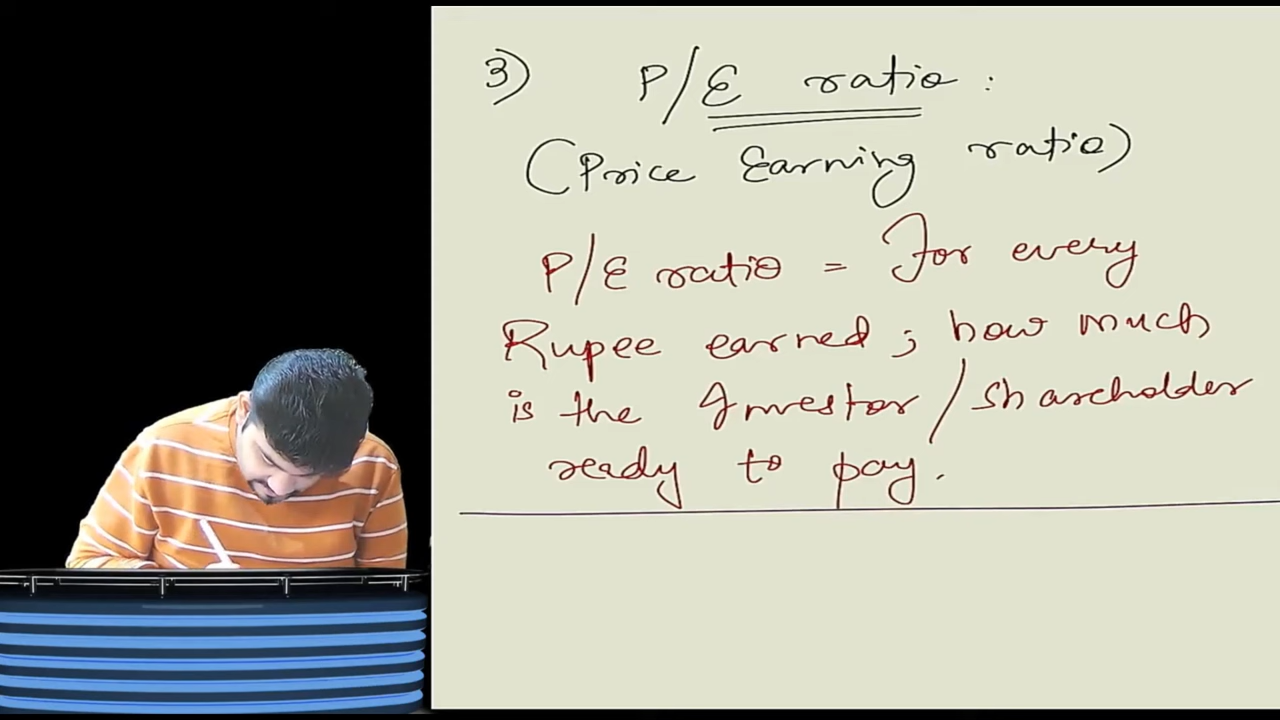 3) P/E ratio :
(Price Earning ratio)
P/E ratio = For every
Rupee earned ; how much
is the Investor / shareholder
ready to pay.